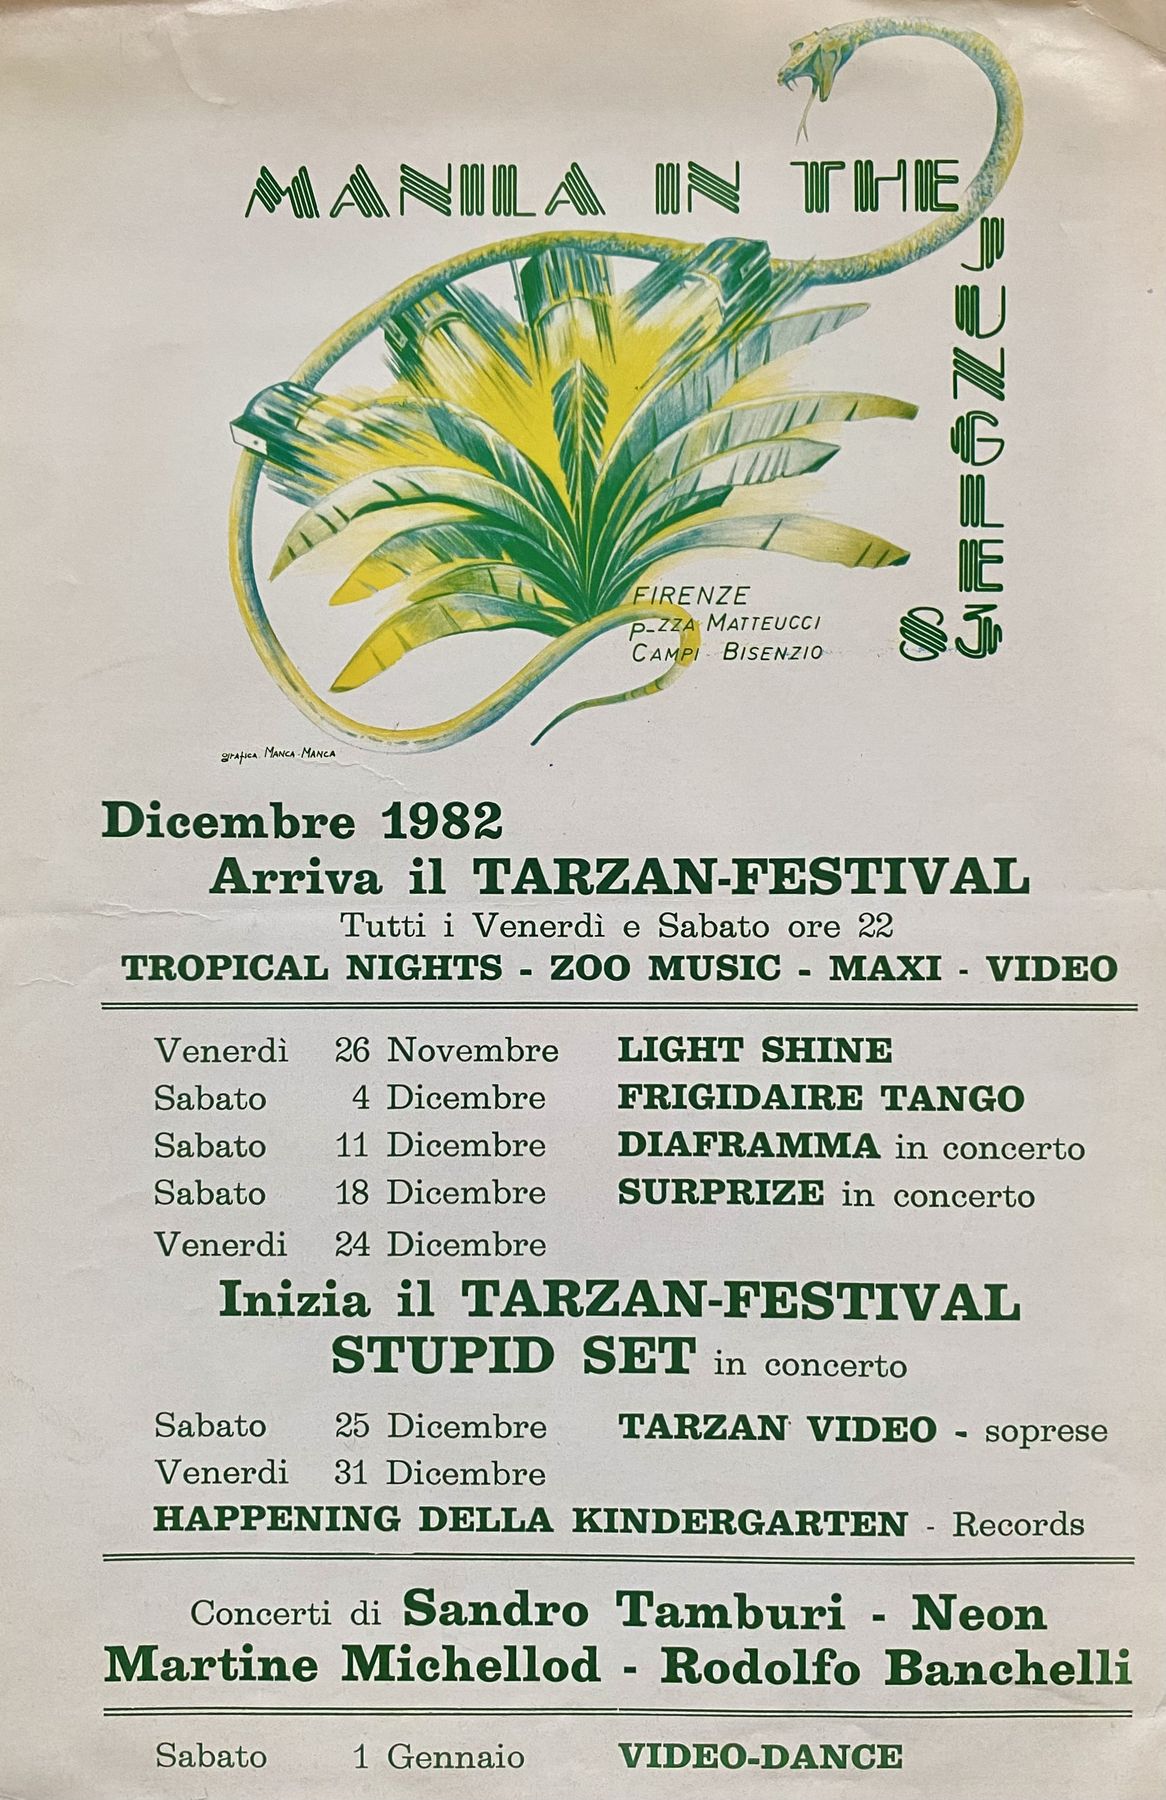 MANILA IN THE
JUNGLE
83
FIRENZE
P-ZZA MATTEUCCI
CAMPI BISENZIO
grafica MANCA-MANCA
Dicembre 1982
Arriva il TARZAN-FESTIVAL
Tutti i Venerdì e Sabato ore 22
TROPICAL NIGHTS - ZOO MUSIC - MAXI - VIDEO
Venerdì 26 Novembre LIGHT SHINE
Sabato 4 Dicembre FRIGIDAIRE TANGO
Sabato 11 Dicembre DIAFRAMMA in concerto
Sabato 18 Dicembre SURPRIZE in concerto
Venerdi 24 Dicembre
Inizia il TARZAN-FESTIVAL
STUPID SET in concerto
Sabato 25 Dicembre TARZAN VIDEO - soprese
Venerdi 31 Dicembre
HAPPENING DELLA KINDERGARTEN - Records
Concerti di Sandro Tamburi - Neon
Martine Michellod - Rodolfo Banchelli
Sabato 1 Gennaio VIDEO-DANCE